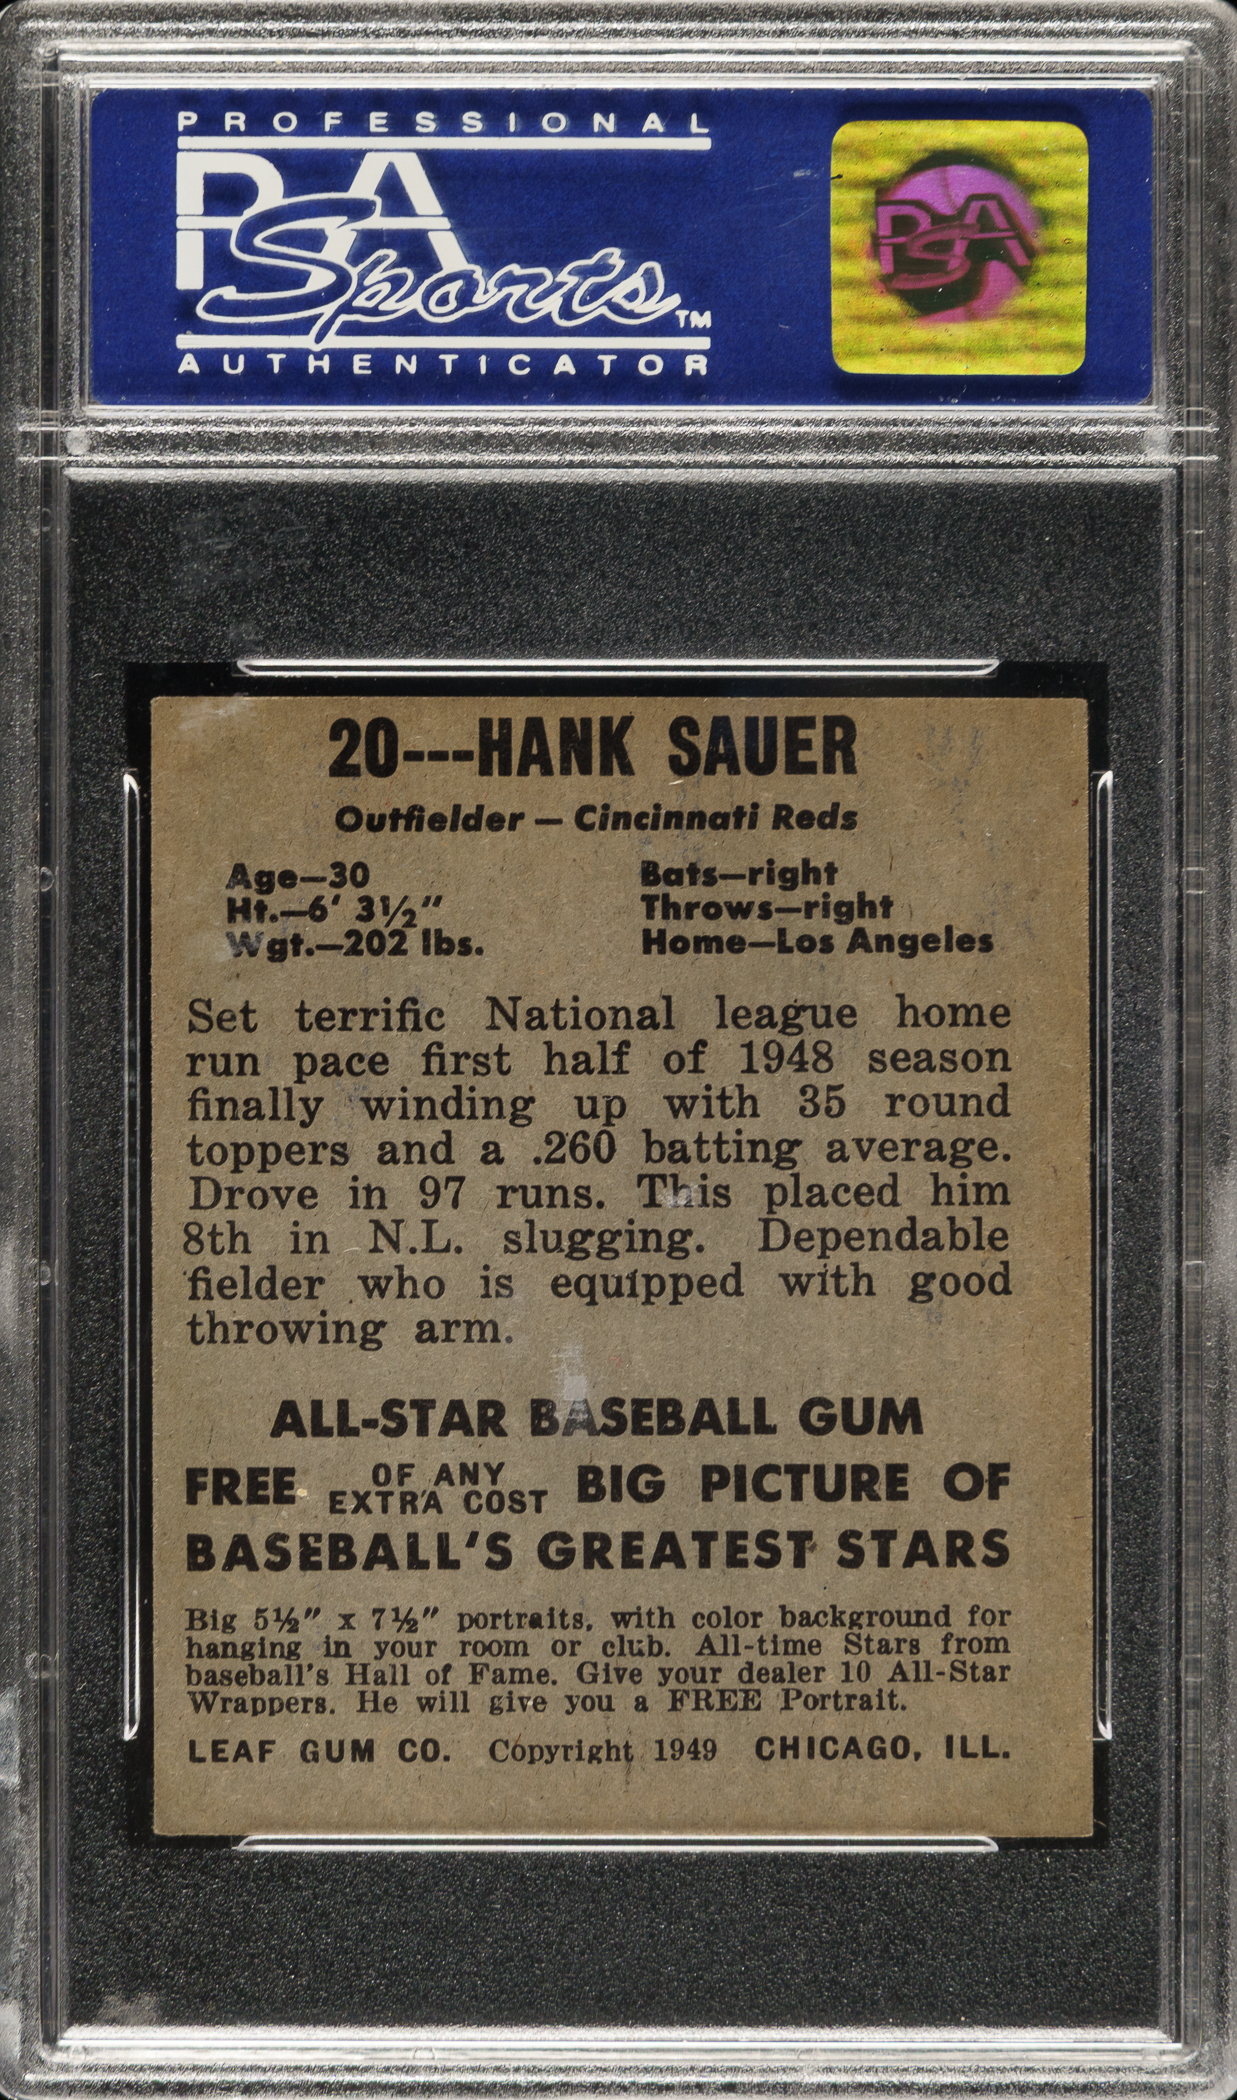 PROFESSIONAL
PSA
Sports™
AUTHENTICATOR
PSA
20---HANK SAUER
Outfielder — Cincinnati Reds
Age—30 Bats—right
Ht.—6' 3½" Throws—right
Wgt.—202 lbs. Home—Los Angeles
Set terrific National league home
run pace first half of 1948 season
finally winding up with 35 round
toppers and a .260 batting average.
Drove in 97 runs. This placed him
8th in N.L. slugging. Dependable
fielder who is equipped with good
throwing arm.
ALL-STAR BASEBALL GUM
FREE OF ANY EXTRA COST BIG PICTURE OF
BASEBALL'S GREATEST STARS
Big 5½" x 7½" portraits, with color background for
hanging in your room or club. All-time Stars from
baseball's Hall of Fame. Give your dealer 10 All-Star
Wrappers. He will give you a FREE Portrait.
LEAF GUM CO. Copyright 1949 CHICAGO, ILL.